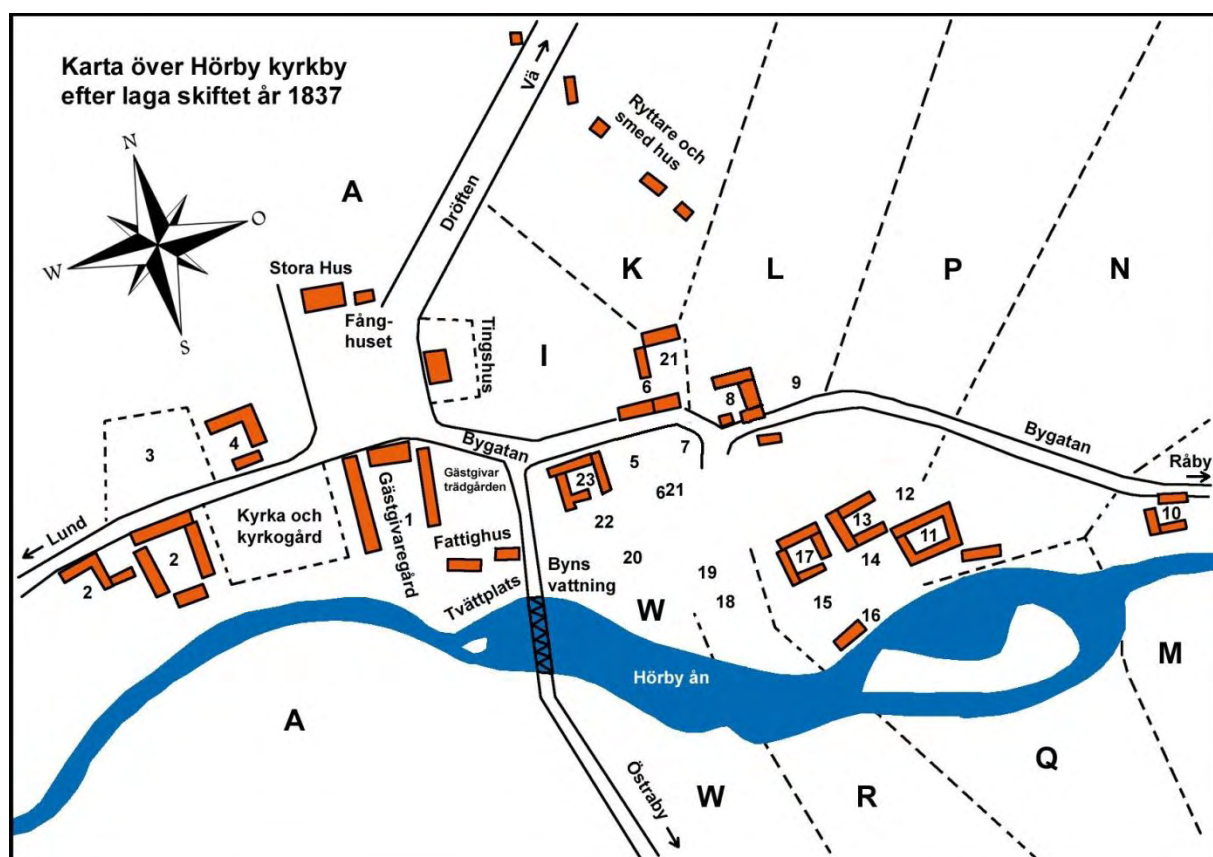 Karta över Hörby kyrkby
efter laga skiftet år 1837
N
O
W
S
A
Vä
Dröften
Ryttare och
smed hus
K
L
P
N
Stora Hus
Fång-
huset
Tingshus
I
21
6
8
9
7
3
4
Bygatan
Bygatan
Råby
10
Lund
2
2
Kyrka och
kyrkogård
Gästgivaregård
1
Gästgivar
trädgården
Fattighus
Tvättplats
Byns
vattning
23
5
621
22
20
19
18
W
17
13
12
11
14
15
16
Hörby ån
M
A
Östraby
W
R
Q